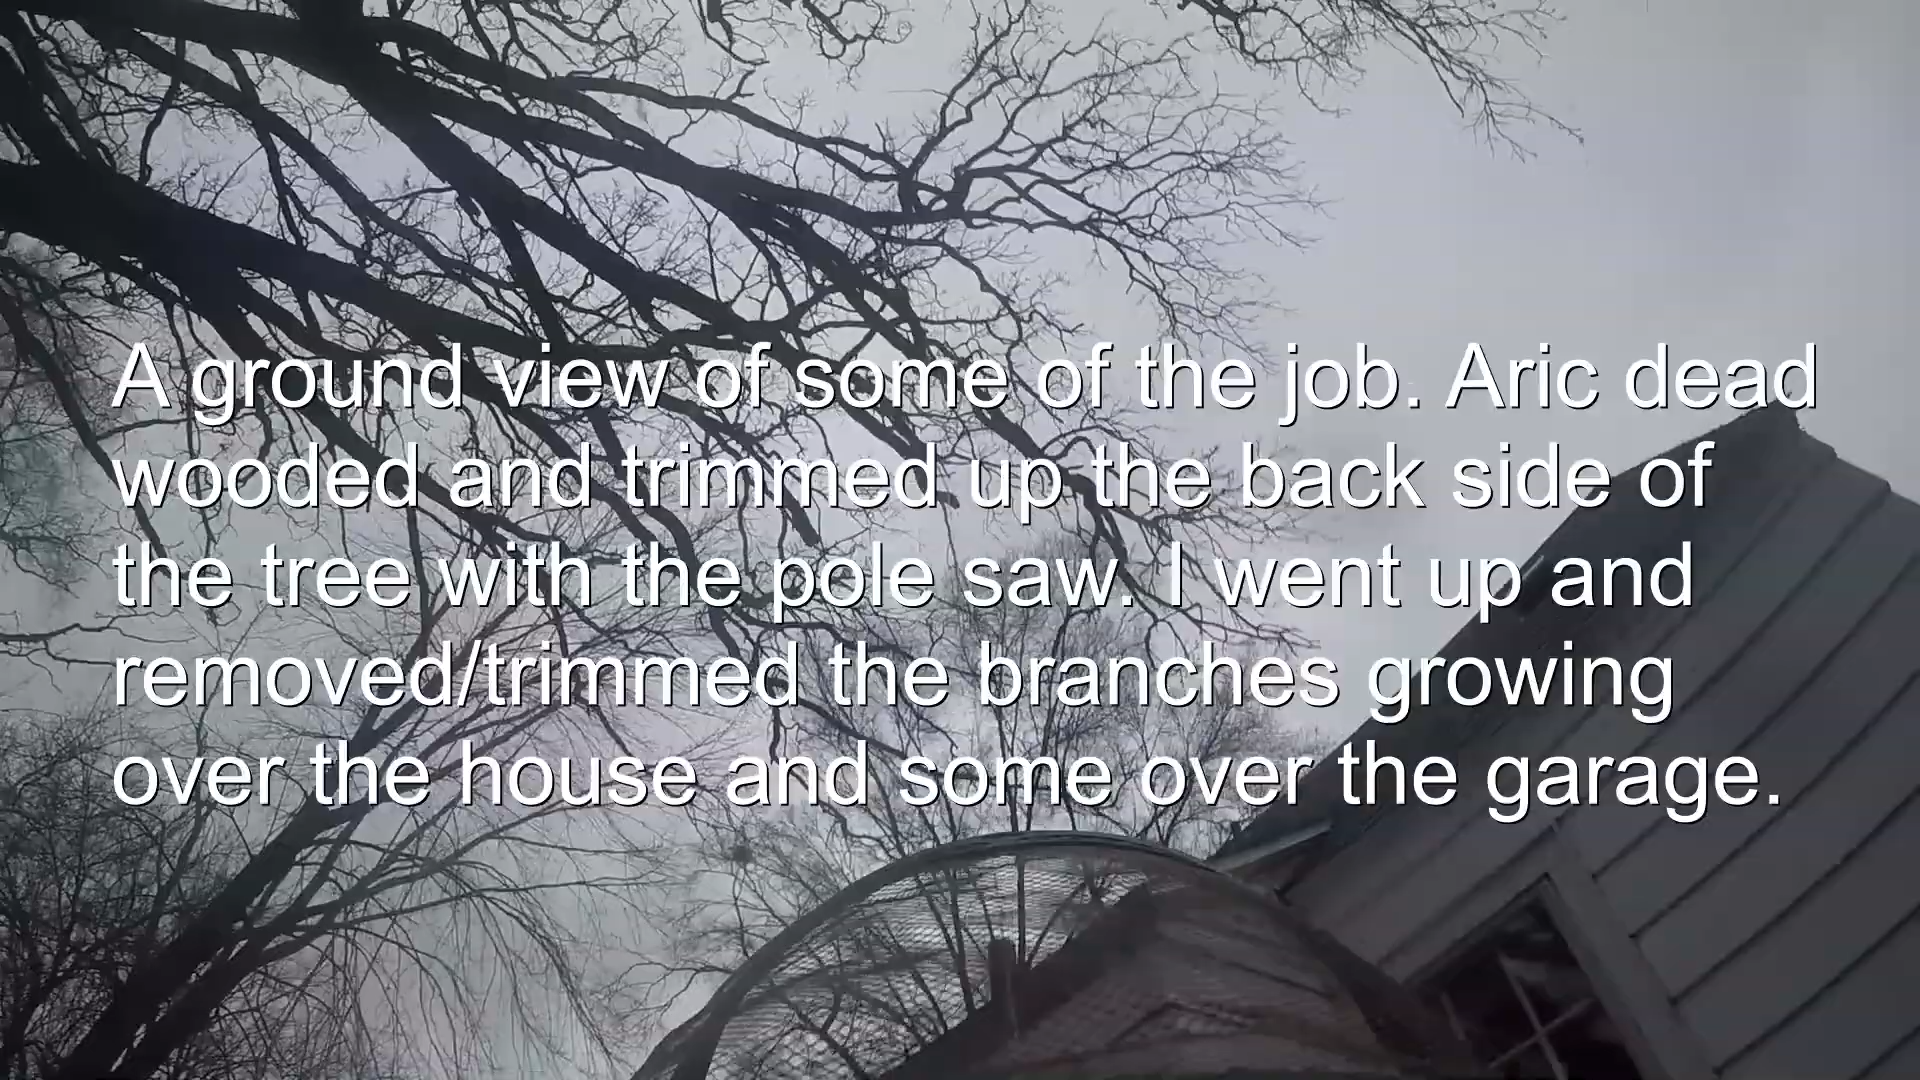 A ground view of some of the job. Aric dead
wooded and trimmed up the back side of
the tree with the pole saw. I went up and
removed/trimmed the branches growing
over the house and some over the garage.